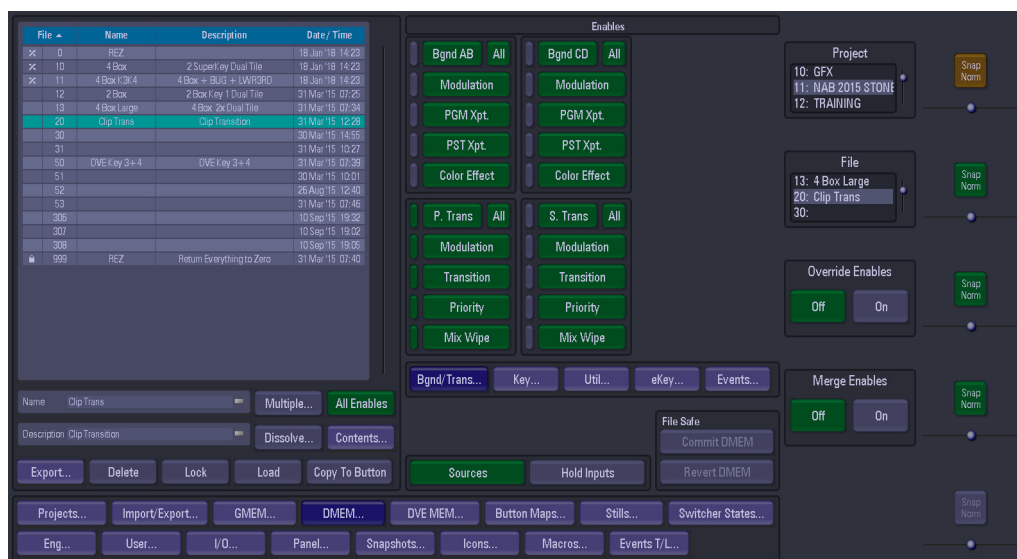 Enables
File Name Description Date/ Time
0 REZ 18 Jan '18 14:23
10 4 Box 2 SuperKey Dual Tile 18 Jan '18 14:23
11 4 Box K3K4 4 Box + BUG + LWR3RD 18 Jan '18 14:23
12 2 Box 2 Box Key 1 Dual Tile 31 Mar '15 07:25
13 4 Box Large 4 Box 2x Dual Tile 31 Mar '15 07:34
20 Clip Trans Clip Transition 31 Mar '15 12:28
30 30 Mar '15 14:55
31 31 Mar '15 10:27
50 DVE Key 3+4 DVE Key 3+4 31 Mar '15 07:39
51 30 Mar '15 10:01
52 26 Aug '15 12:40
53 31 Mar '15 07:46
306 10 Sep '15 19:32
307 10 Sep '15 19:02
308 10 Sep '15 19:05
999 REZ Return Everything to Zero 31 Mar '15 07:40
Name Clip Trans
Multiple... All Enables
Description Clip Transition
Dissolve... Contents...
Export... Delete Lock Load Copy To Button
Bgnd AB All
Modulation
PGM Xpt.
PST Xpt.
Color Effect
Bgnd CD All
Modulation
PGM Xpt.
PST Xpt.
Color Effect
P. Trans All
Modulation
Transition
Priority
Mix Wipe
S. Trans All
Modulation
Transition
Priority
Mix Wipe
Bgnd/Trans... Key... Util... eKey... Events...
File Safe
Commit DMEM
Revert DMEM
Sources Hold Inputs
Project
10: GFX
11: NAB 2015 STONE
12: TRAINING
Snap
Norm
File
13: 4 Box Large
20: Clip Trans
30:
Snap
Norm
Override Enables
Off On
Snap
Norm
Merge Enables
Off On
Snap
Norm
Snap
Norm
Projects... Import/Export... GMEM... DMEM... DVE MEM... Button Maps... Stills... Switcher States...
Eng... User... I/O... Panel... Snapshots... Icons... Macros... Events T/L...